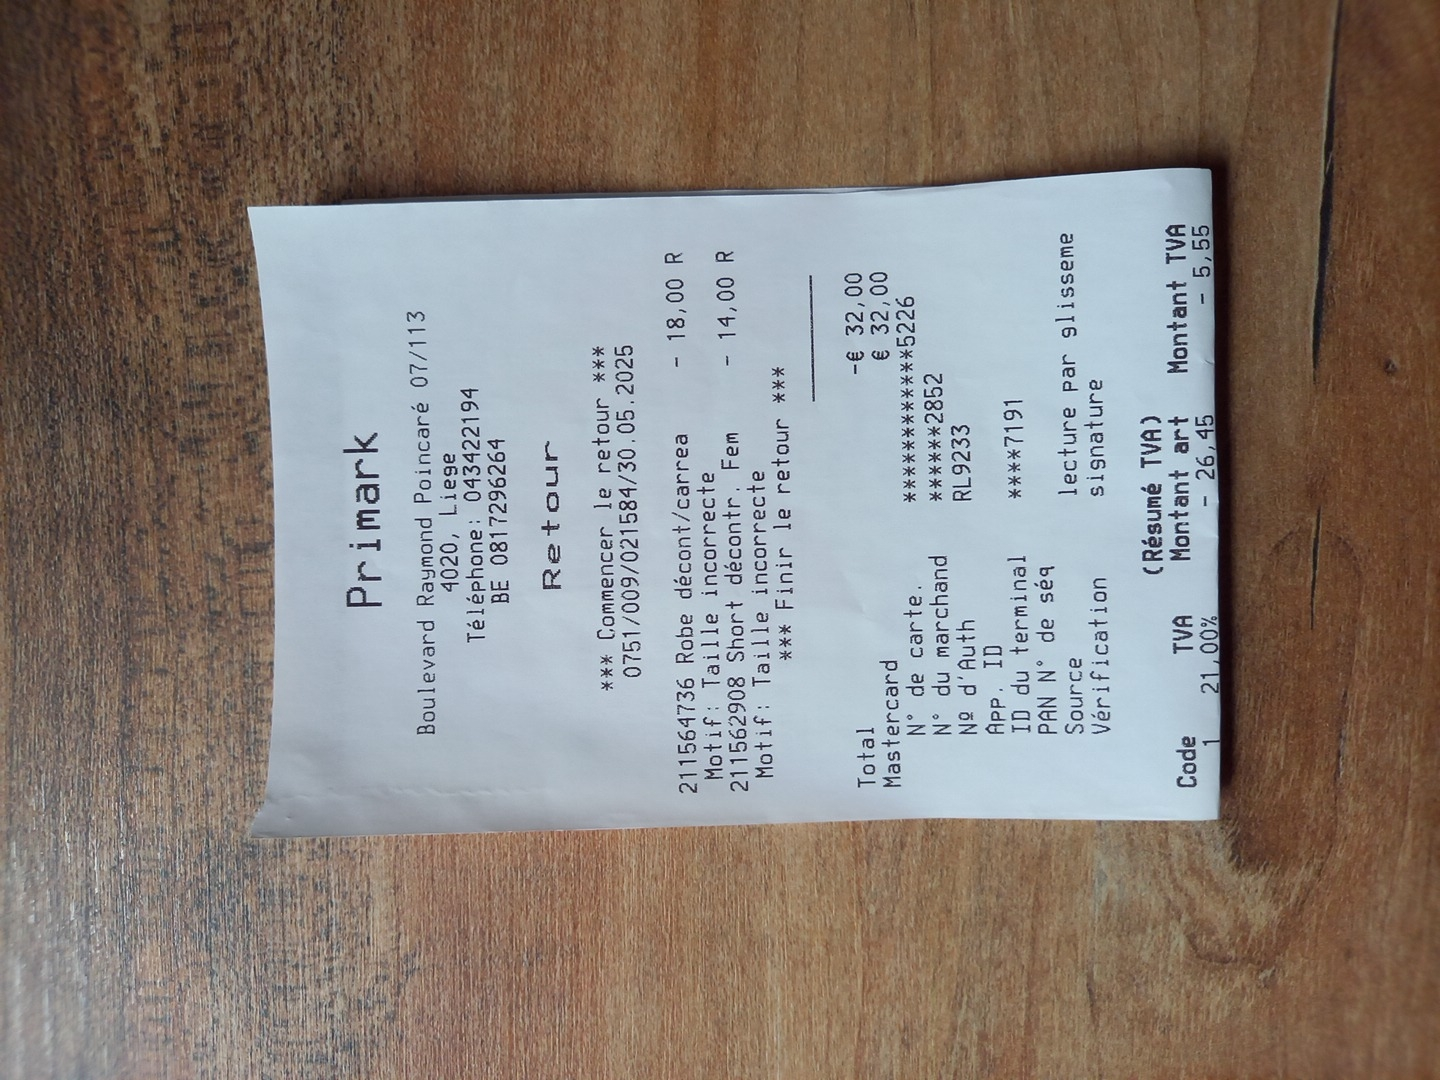 Primark
Boulevard Raymond Poincaré 07/113
4020, Liege
Téléphone: 043422194
BE 0817296264
Retour
*** Commencer le retour ***
0751/009/021584/30.05.2025
211564736 Robe décont/carrea - 18,00 R
Motif: Taille incorrecte
211562908 Short décontr. Fem - 14,00 R
Motif: Taille incorrecte
*** Finir le retour ***
Total -€ 32,00
Mastercard € 32,00
N° de carte. ************5226
N° du marchand ******2852
Nº d'Auth RL9233
App. ID
ID du terminal ****7191
PAN N° de séq
Source lecture par glisseme
Vérification signature
(Résumé TVA)
Code TVA Montant art Montant TVA
1 21,00% - 26,45 - 5,55